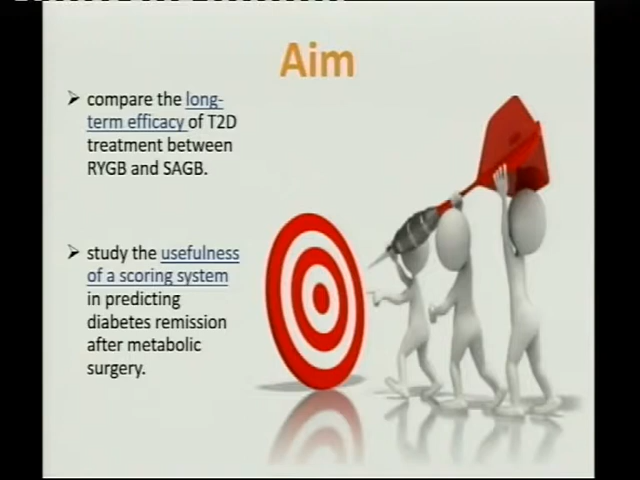 Aim
➢ compare the long-
term efficacy of T2D
treatment between
RYGB and SAGB.
➢ study the usefulness
of a scoring system
in predicting
diabetes remission
after metabolic
surgery.